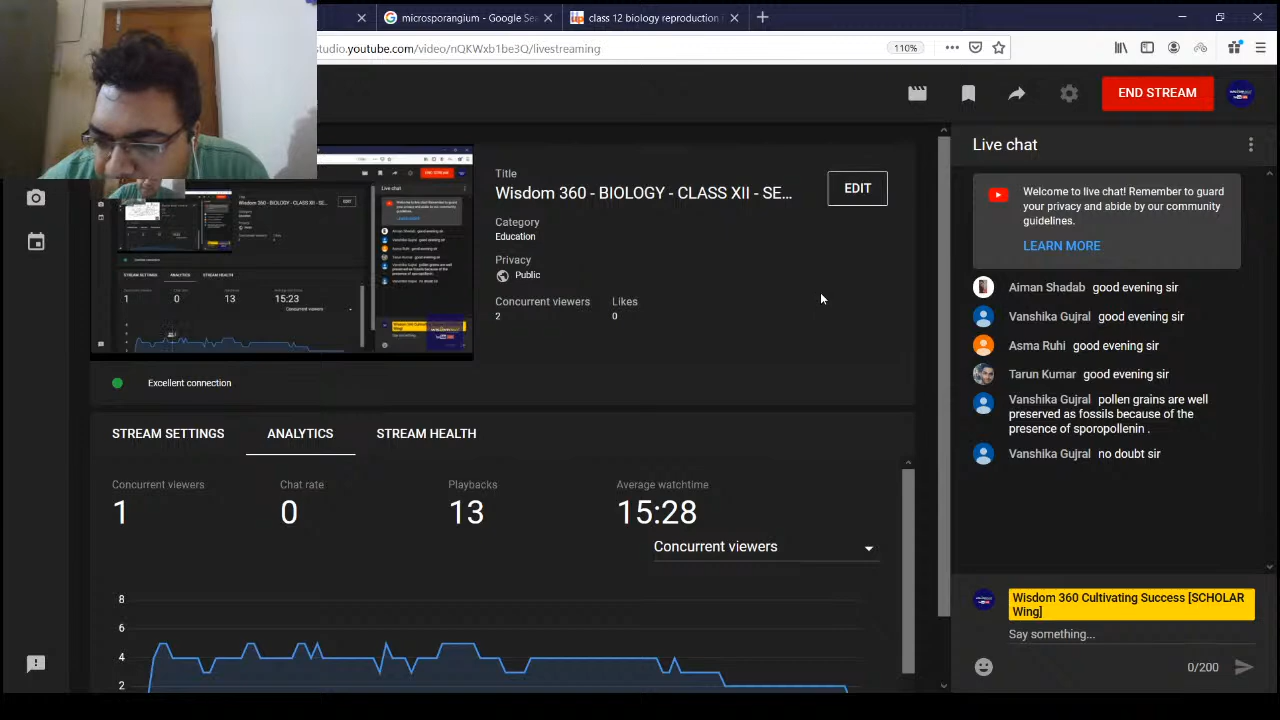 microsporangium - Google Se
class 12 biology reproduction
studio.youtube.com/video/nQKWxb1be3Q/livestreaming
110%
END STREAM
Live chat
Title
Wisdom 360 - BIOLOGY - CLASS XII - SE...
EDIT
Category
Education
Privacy
Public
Concurrent viewers
Likes
2
0
Excellent connection
STREAM SETTINGS
ANALYTICS
STREAM HEALTH
Concurrent viewers
Chat rate
Playbacks
Average watchtime
1
0
13
15:28
Concurrent viewers
8
6
4
2
Welcome to live chat! Remember to guard
your privacy and abide by our community
guidelines.
LEARN MORE
Aiman Shadab good evening sir
Vanshika Gujral good evening sir
Asma Ruhi good evening sir
Tarun Kumar good evening sir
Vanshika Gujral pollen grains are well
preserved as fossils because of the
presence of sporopollenin .
Vanshika Gujral no doubt sir
Wisdom 360 Cultivating Success [SCHOLAR
Wing]
Say something...
0/200